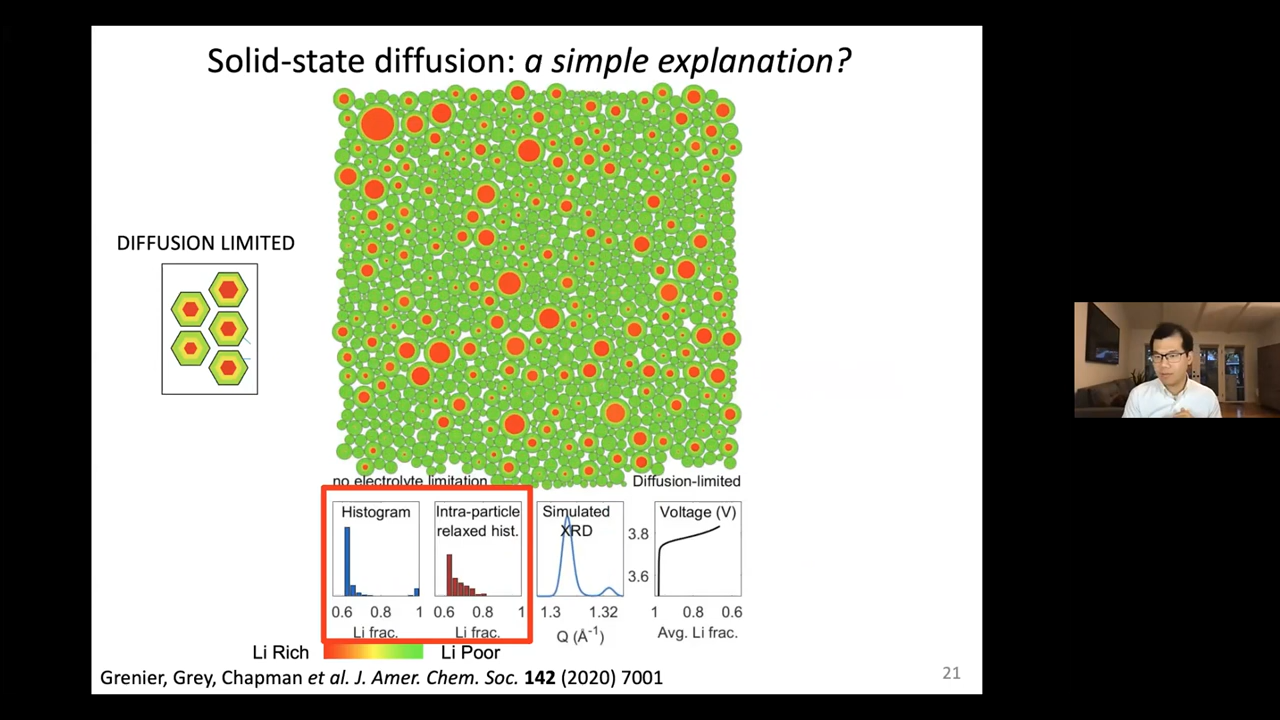 Solid-state diffusion: a simple explanation?
DIFFUSION LIMITED
no electrolyte limitation
Diffusion-limited
Histogram
0.6 0.8 1
Li frac.
Intra-particle
relaxed hist.
0.6 0.8 1
Li frac.
Simulated
XRD
1.3 1.32
Q (Å⁻¹)
Voltage (V)
3.8
3.6
1 0.8 0.6
Avg. Li frac.
Li Rich
Li Poor
Grenier, Grey, Chapman et al. J. Amer. Chem. Soc. 142 (2020) 7001
21